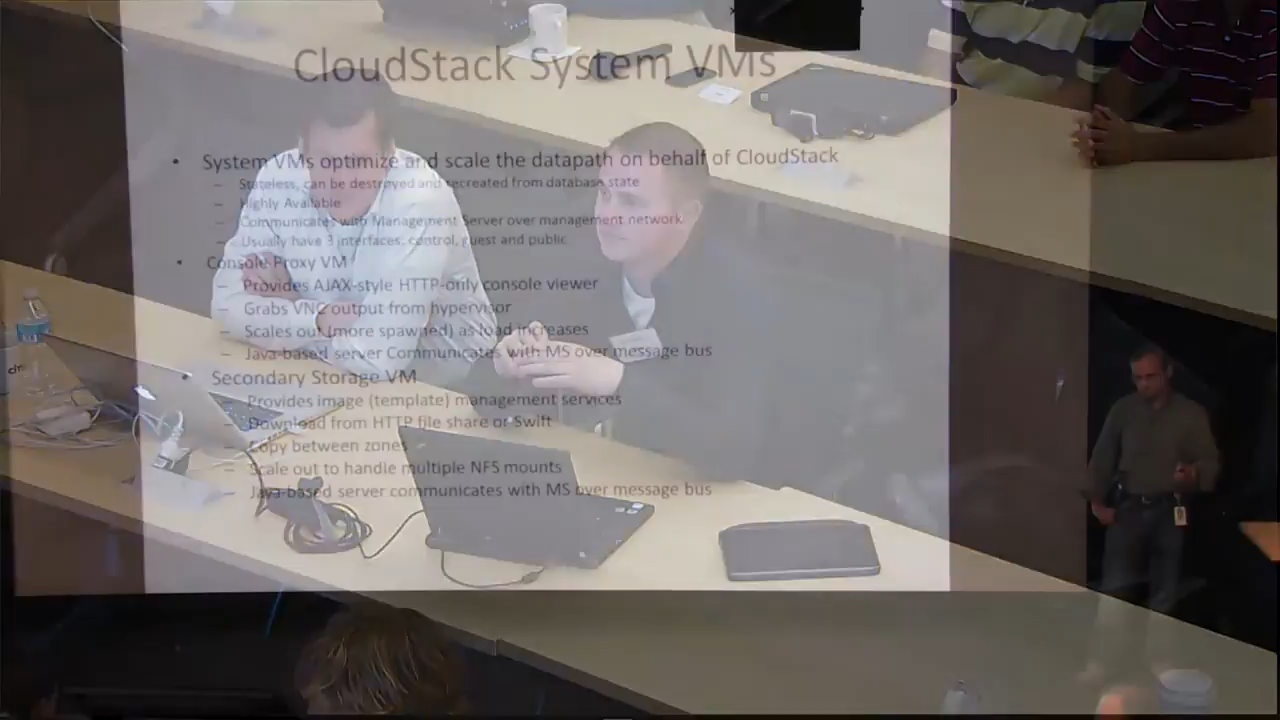 CloudStack System VMs
• System VMs optimize and scale the datapath on behalf of CloudStack
– Stateless, can be destroyed and recreated from database state
– Highly Available
– Communicates with Management Server over management network
– Usually have 3 interfaces, control, guest and public
• Console Proxy VM
– Provides AJAX-style HTTP-only console viewer
– Grabs VNC output from hypervisor
– Scales out (more spawned) as load increases
– Java-based server Communicates with MS over message bus
• Secondary Storage VM
– Provides image (template) management services
– Download from HTTP file share or Swift
– Copy between zones
– Scale out to handle multiple NFS mounts
– Java-based server communicates with MS over message bus